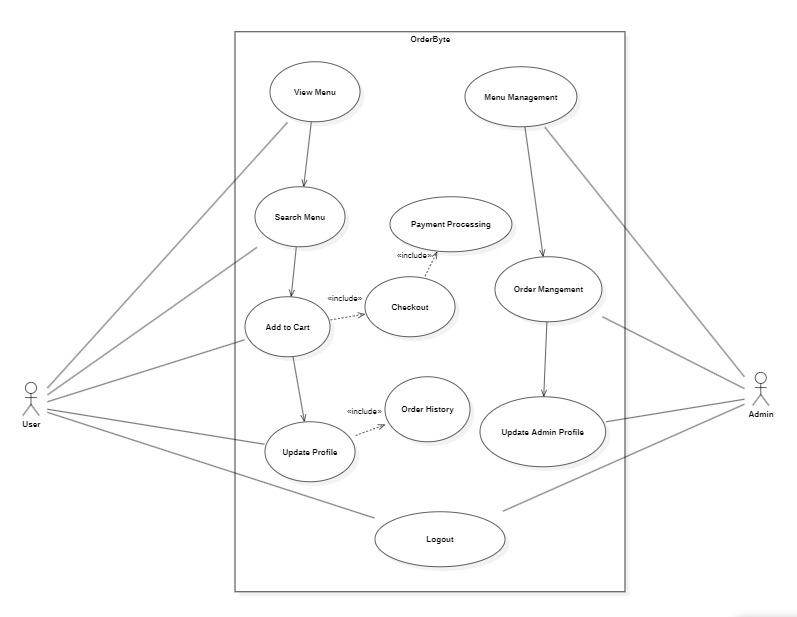 OrderByte
View Menu
Menu Management
Search Menu
Payment Processing
«include»
Order Mangement
«include»
Checkout
Add to Cart
User
Admin
«include»
Order History
Update Profile
Update Admin Profile
Logout